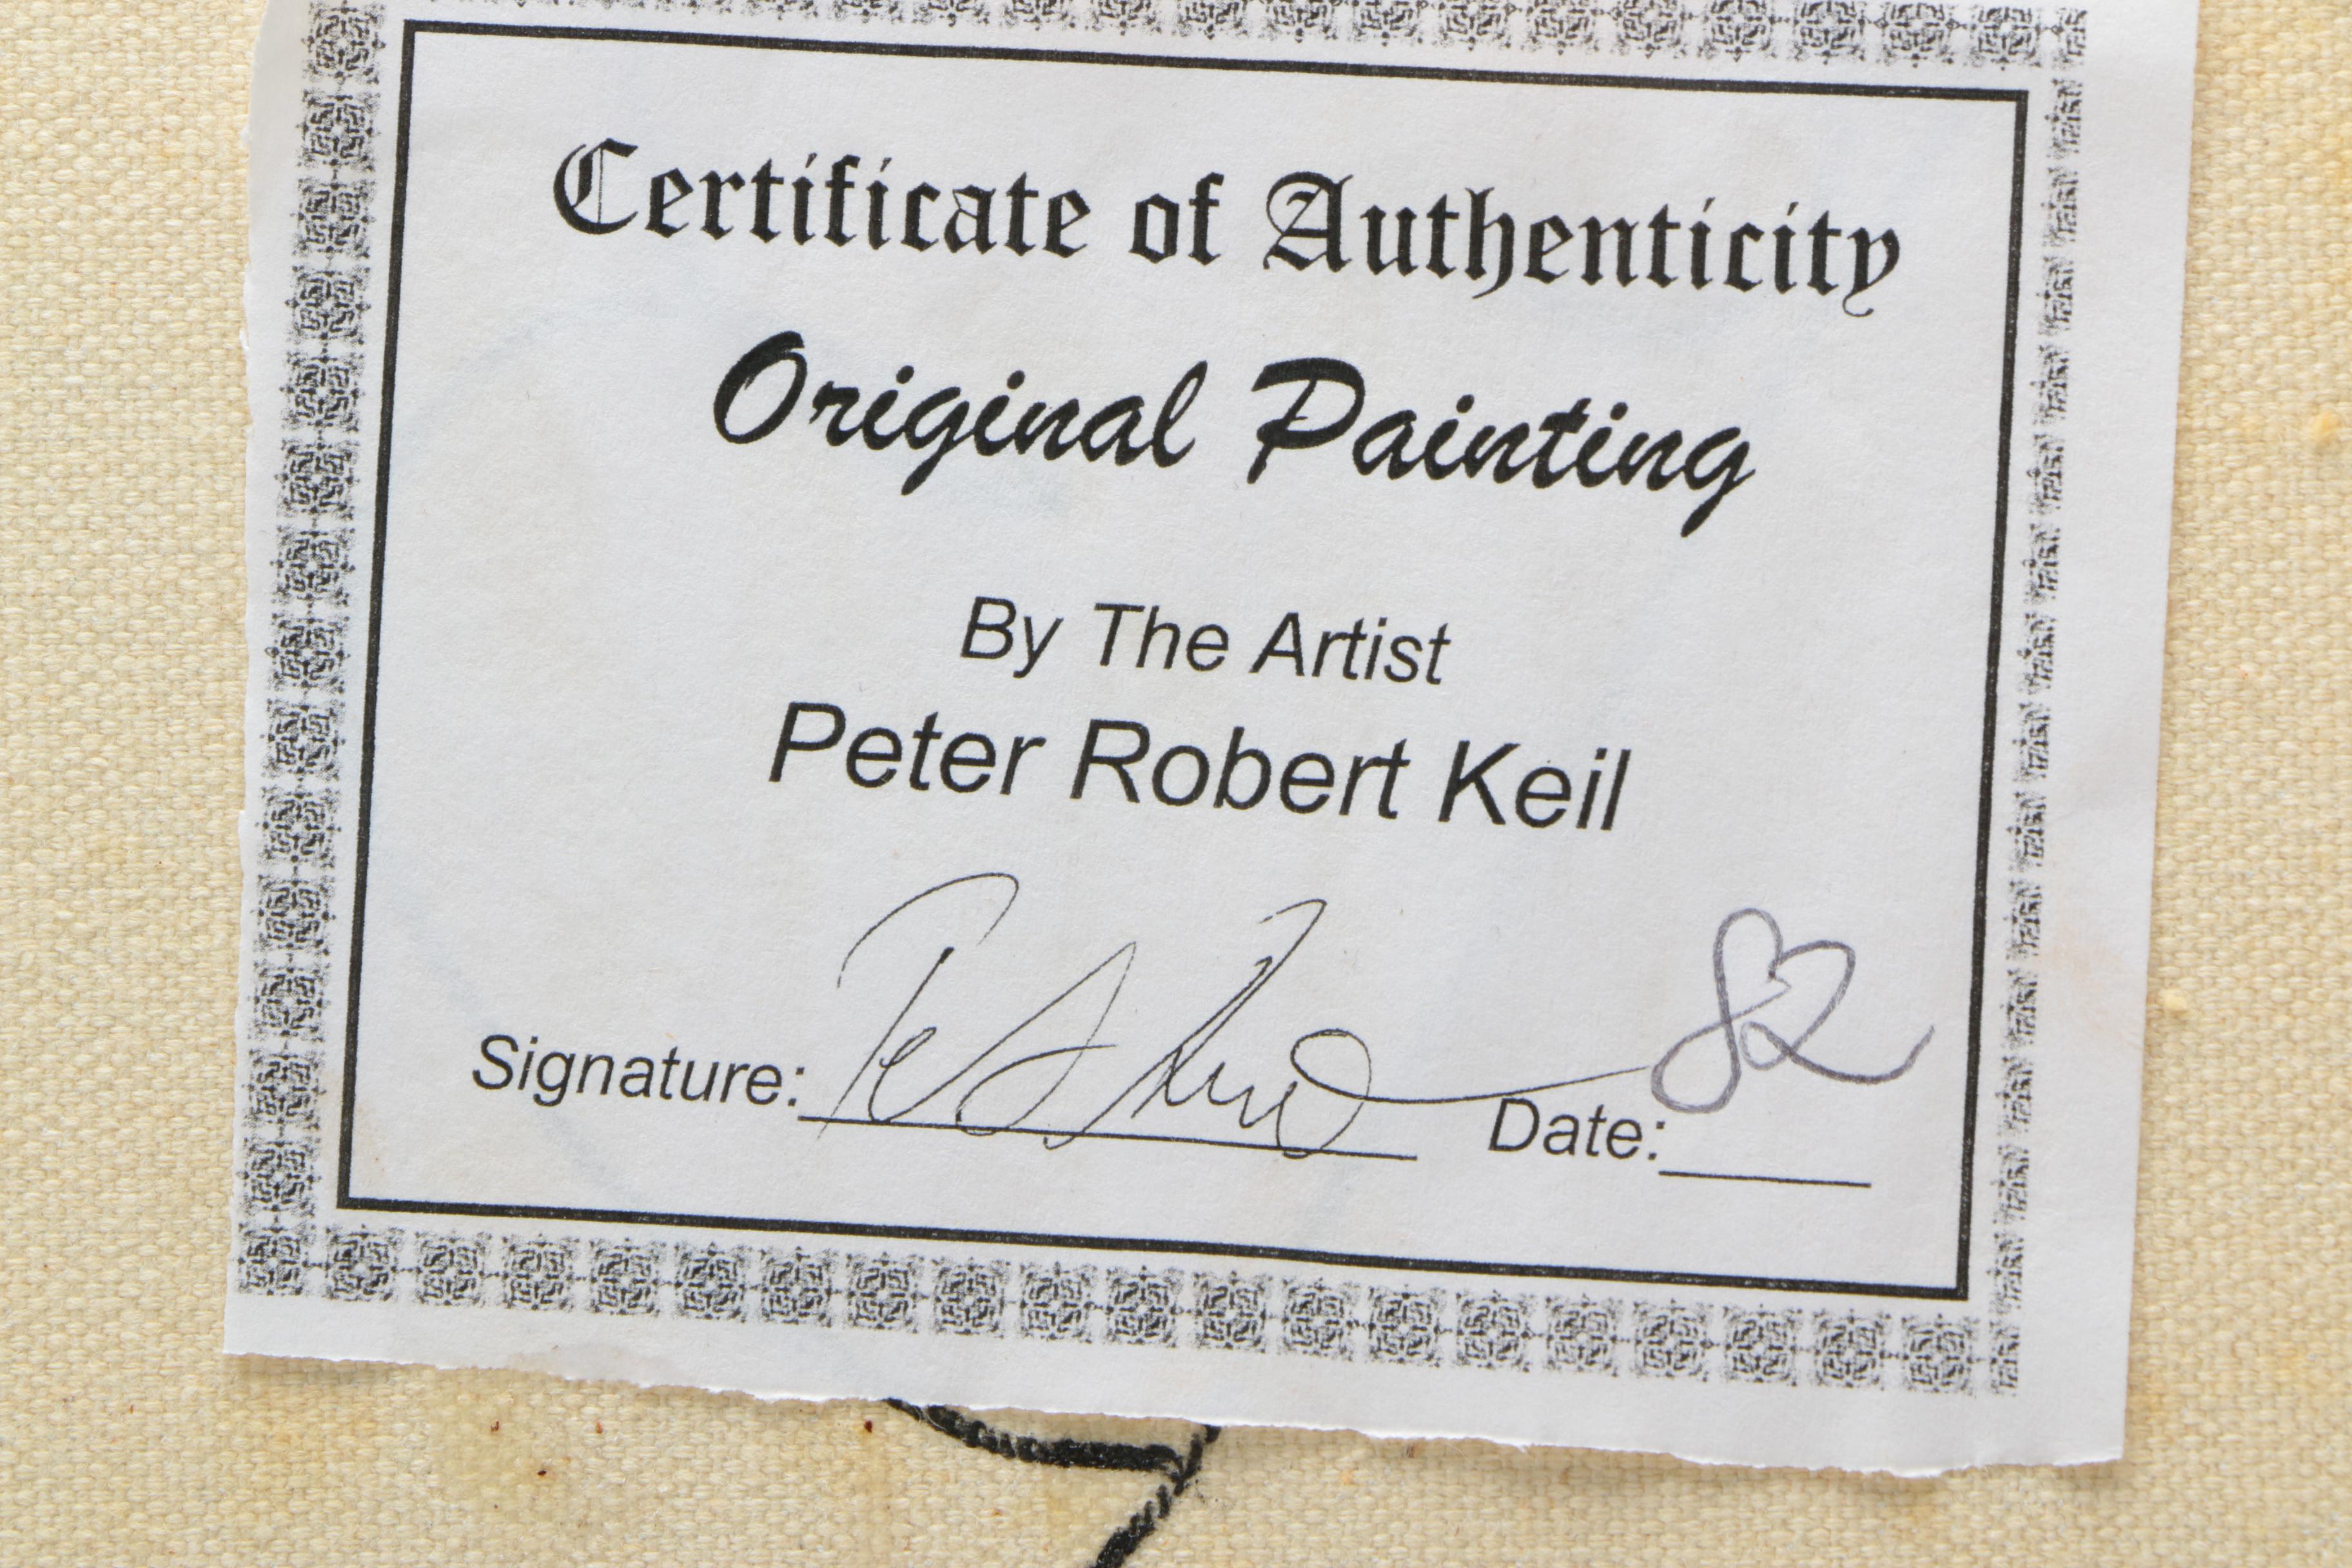 Certificate of Authenticity
Original Painting
By The Artist
Peter Robert Keil
Signature: Date: 82